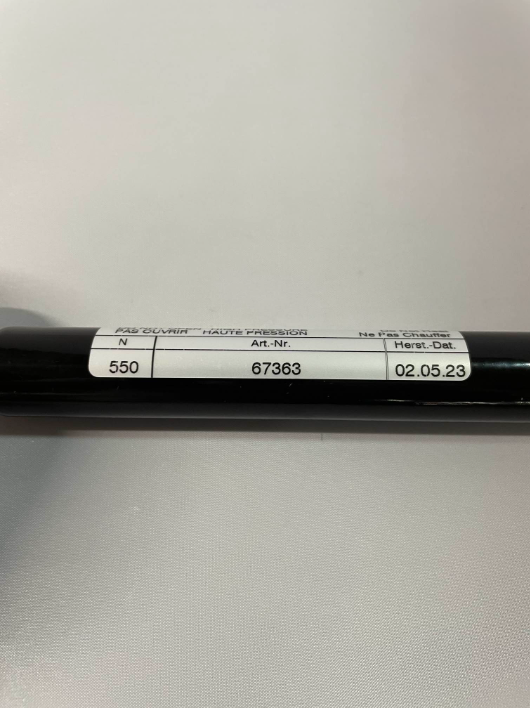 PAS OUVRIR HAUTE PRESSION Ne Pas Chauffer
N Art.-Nr. Herst.-Dat.
550 67363 02.05.23